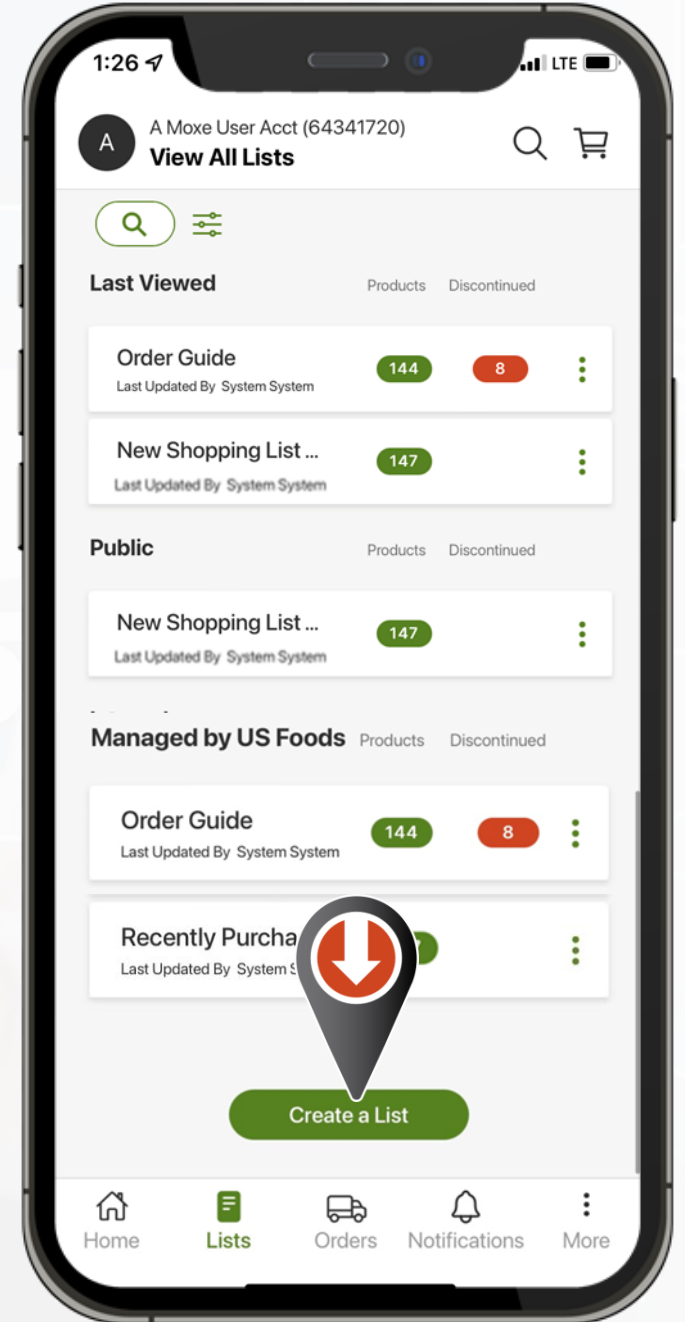 1:26 LTE
A Moxe User Acct (64341720)
A
View All Lists
Last Viewed Products Discontinued
Order Guide
144 8
Last Updated By System System
New Shopping List ...
147
Last Updated By System System
Public Products Discontinued
New Shopping List ...
147
Last Updated By System System
Managed by US Foods Products Discontinued
Order Guide
144 8
Last Updated By System System
Recently
Last Updated By System
Create a List
Home Lists Orders Notifications More